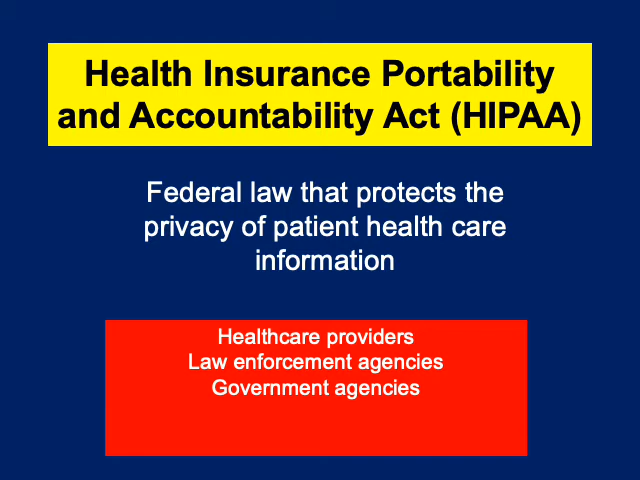 Health Insurance Portability
and Accountability Act (HIPAA)
Federal law that protects the
privacy of patient health care
information
Healthcare providers
Law enforcement agencies
Government agencies